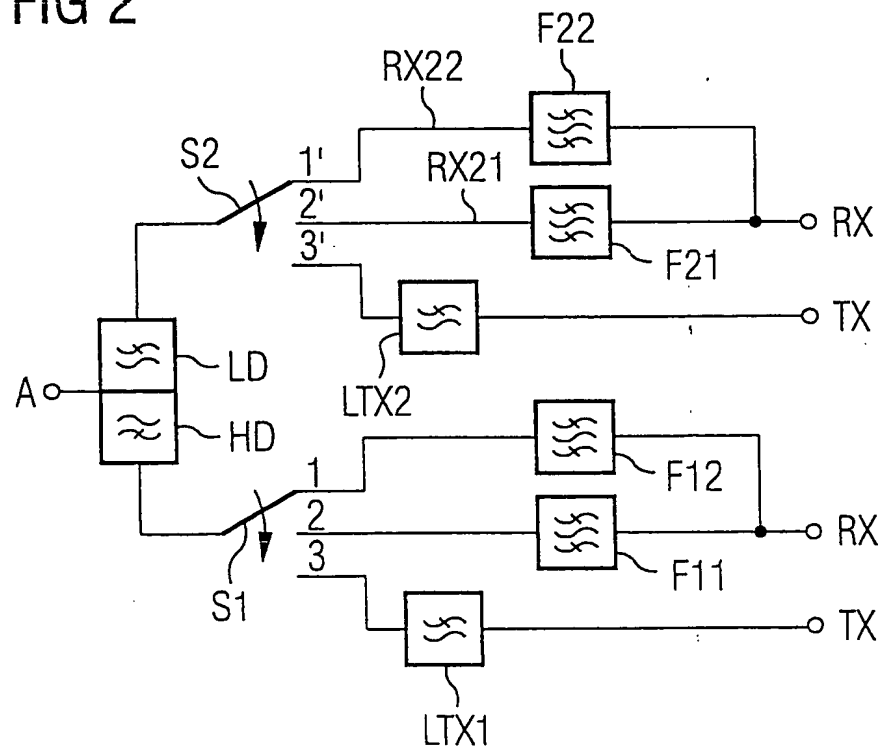 FIG 2
F22
RX22
S2
1'
RX21
2'
RX
3'
F21
TX
LD
A
LTX2
HD
1
F12
2
RX
3
F11
S1
TX
LTX1